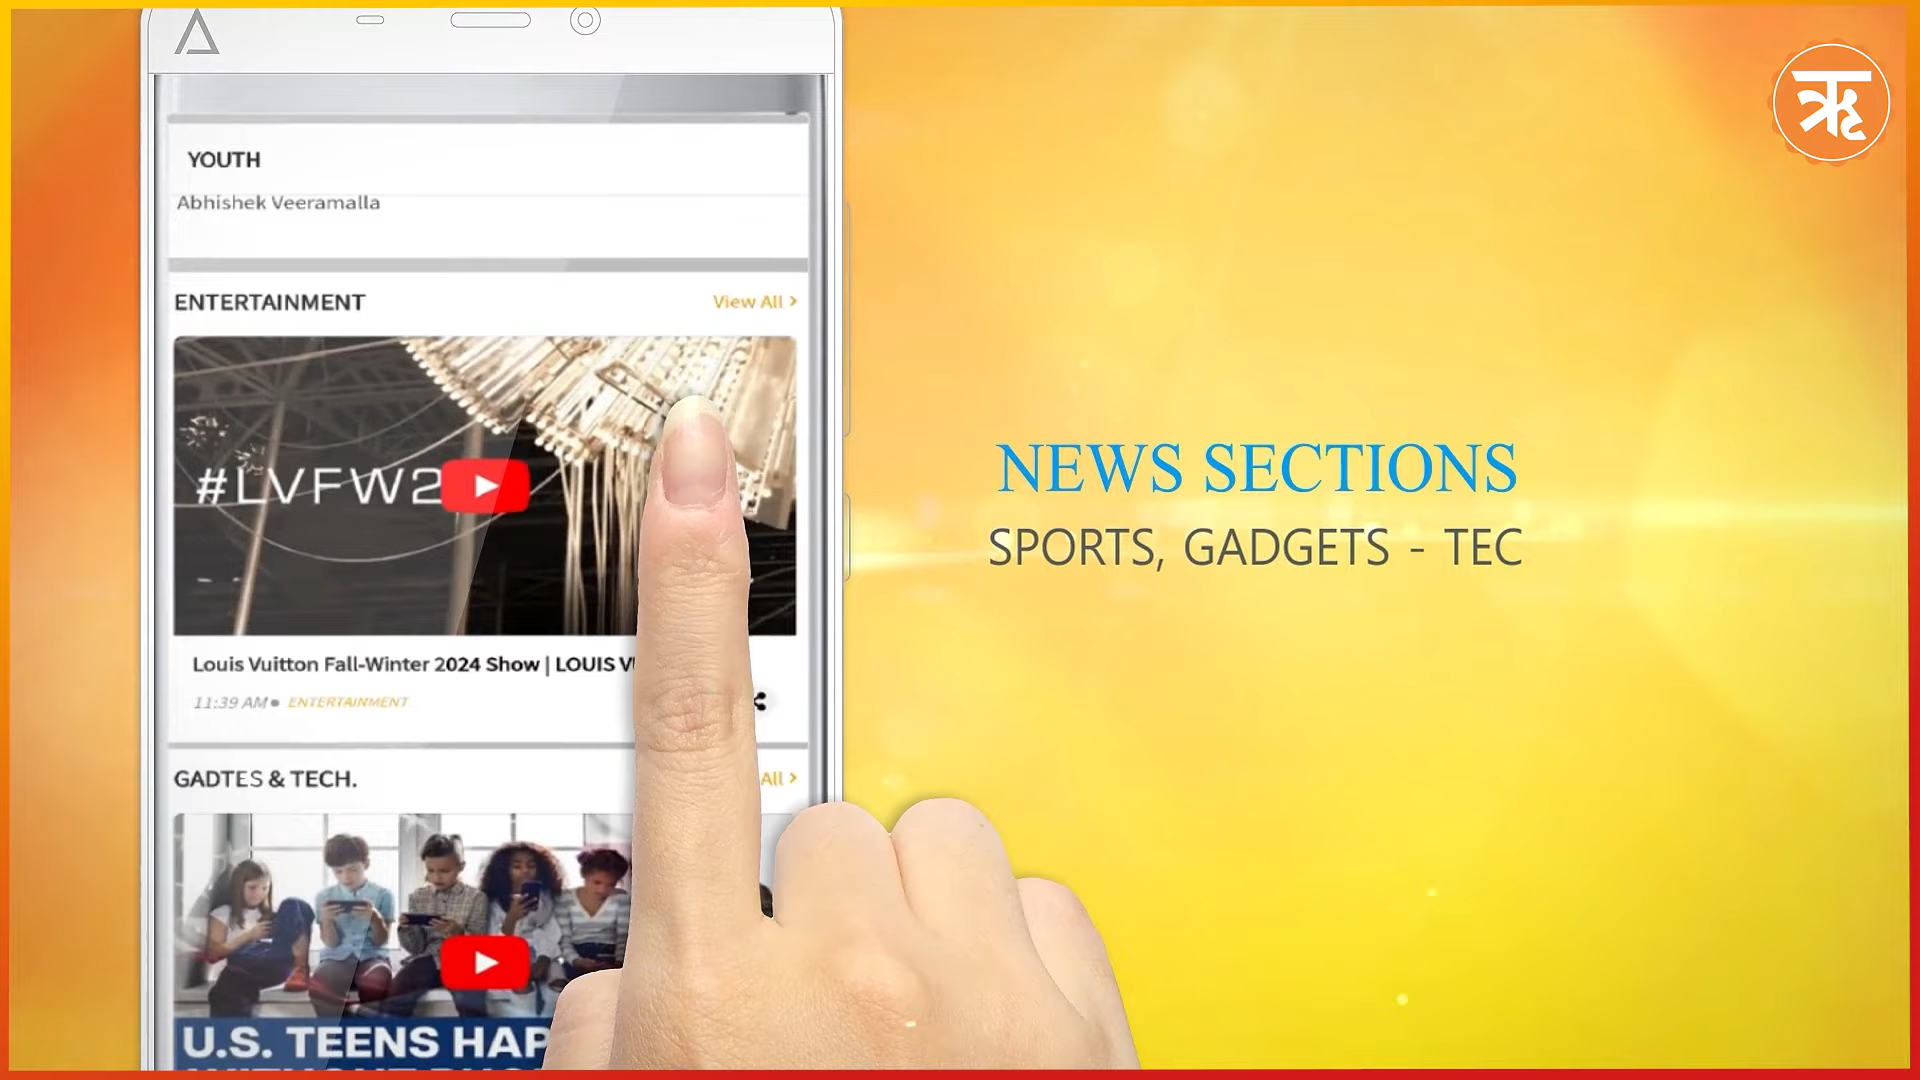 ऋ
YOUTH
Abhishek Veeramalla
ENTERTAINMENT
View All >
#LVFW2
Louis Vuitton Fall-Winter 2024 Show | LOUIS V
11:39 AM● ENTERTAINMENT
GADTES & TECH.
All >
U.S. TEENS HAP
NEWS SECTIONS
SPORTS, GADGETS - TEC